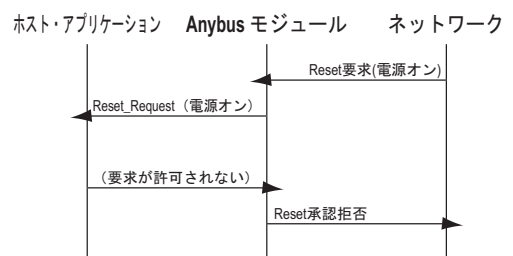 ホスト・アプリケーション Anybus モジュール ネットワーク
Reset要求(電源オン)
Reset_Request（電源オン）
（要求が許可されない）
Reset承認拒否